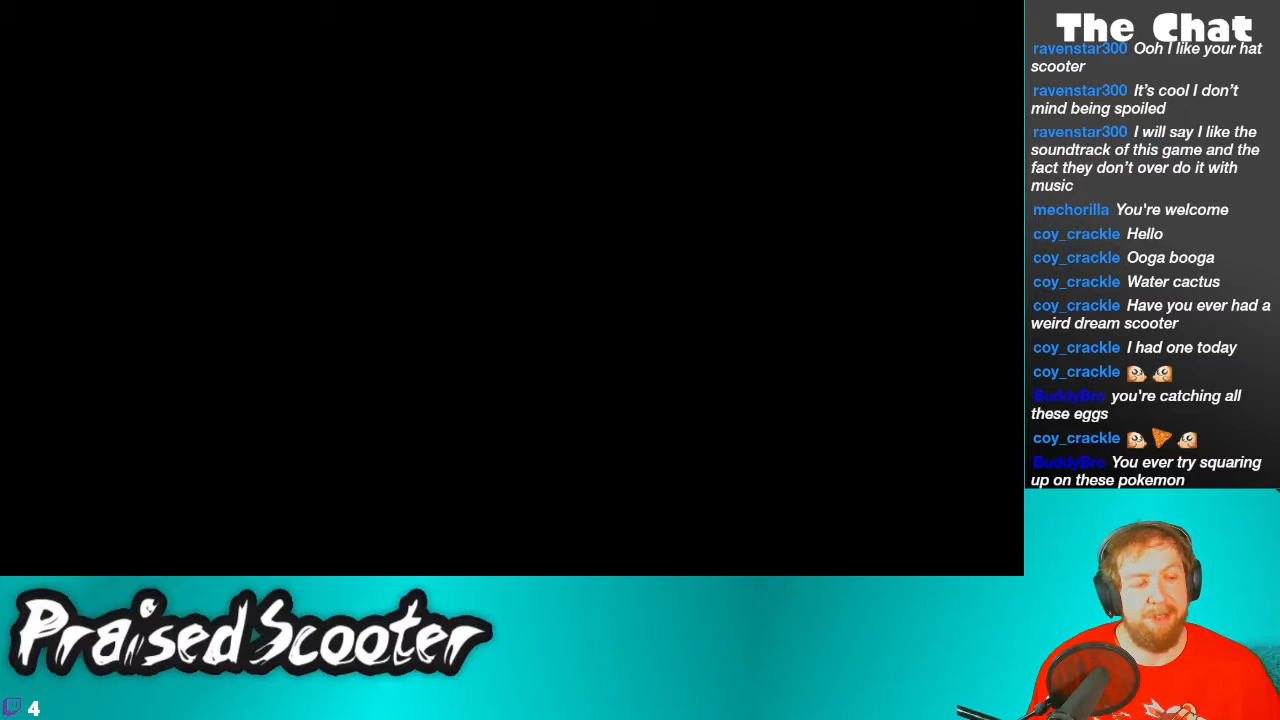 The Chat
ravenstar300 Ooh I like your hat
scooter
ravenstar300 It's cool I don't
mind being spoiled
ravenstar300 I will say I like the
soundtrack of this game and the
fact they don't over do it with
music
mechorilla You're welcome
coy_crackle Hello
coy_crackle Ooga booga
coy_crackle Water cactus
coy_crackle Have you ever had a
weird dream scooter
coy_crackle I had one today
coy_crackle
BuddyBro you're catching all
these eggs
coy_crackle
BuddyBro You ever try squaring
up on these pokemon
PraisedScooter
4